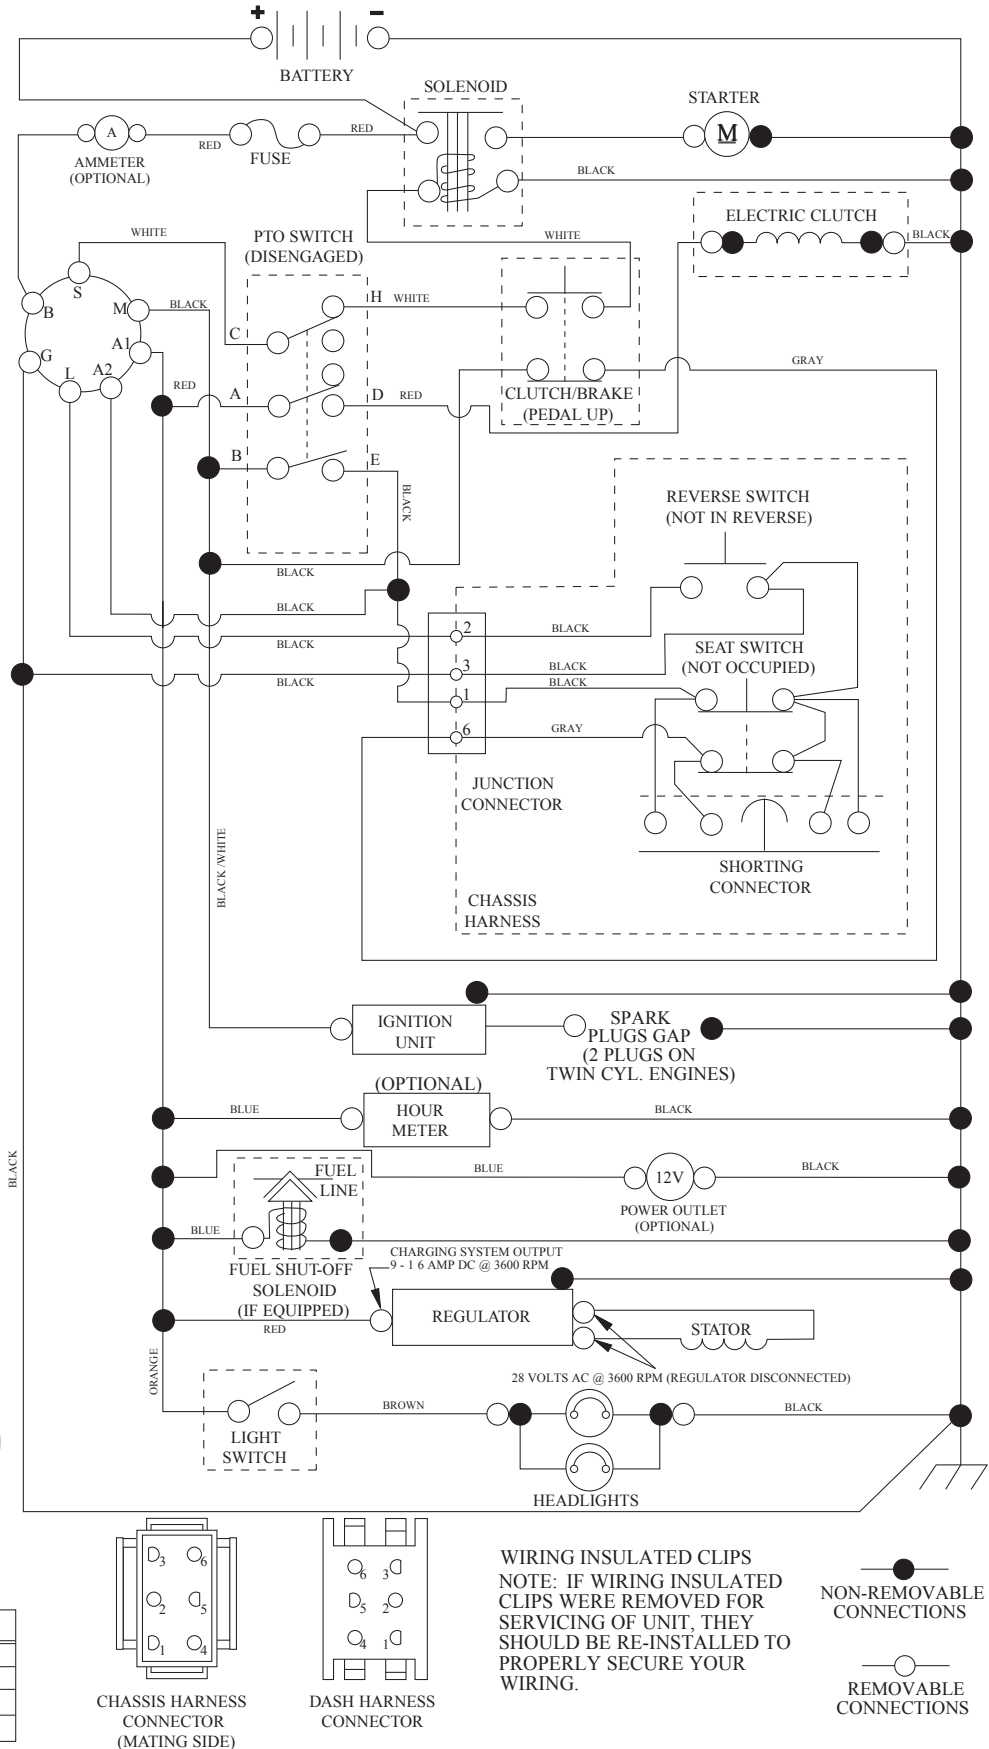 + -
BATTERY
SOLENOID
STARTER
A
M
RED
FUSE
RED
AMMETER
(OPTIONAL)
BLACK
ELECTRIC CLUTCH
BLACK
WHITE
PTO SWITCH
(DISENGAGED)
WHITE
S
B
M
BLACK
H
WHITE
C
G
A1
L
A2
GRAY
RED
A
D
RED
CLUTCH/BRAKE
(PEDAL UP)
B
E
BLACK
REVERSE SWITCH
(NOT IN REVERSE)
BLACK
BLACK
2
BLACK
BLACK
SEAT SWITCH
(NOT OCCUPIED)
3
BLACK
BLACK
BLACK
1
6
GRAY
JUNCTION
CONNECTOR
BLACK /WHITE
SHORTING
CONNECTOR
CHASSIS
HARNESS
IGNITION
UNIT
SPARK
PLUGS GAP
(2 PLUGS ON
TWIN CYL. ENGINES)
(OPTIONAL)
HOUR
METER
BLUE
BLACK
BLACK
FUEL
LINE
BLUE
12V
BLACK
POWER OUTLET
(OPTIONAL)
BLUE
FUEL SHUT-OFF
SOLENOID
(IF EQUIPPED)
CHARGING SYSTEM OUTPUT
9 - 1 6 AMP DC @ 3600 RPM
RED
REGULATOR
STATOR
28 VOLTS AC @ 3600 RPM (REGULATOR DISCONNECTED)
ORANGE
LIGHT
SWITCH
BROWN
BLACK
HEADLIGHTS
3 6
2 5
1 4
CHASSIS HARNESS
CONNECTOR
(MATING SIDE)
6 3
5 2
4 1
DASH HARNESS
CONNECTOR
WIRING INSULATED CLIPS
NOTE: IF WIRING INSULATED
CLIPS WERE REMOVED FOR
SERVICING OF UNIT, THEY
SHOULD BE RE-INSTALLED TO
PROPERLY SECURE YOUR
WIRING.
NON-REMOVABLE
CONNECTIONS
REMOVABLE
CONNECTIONS